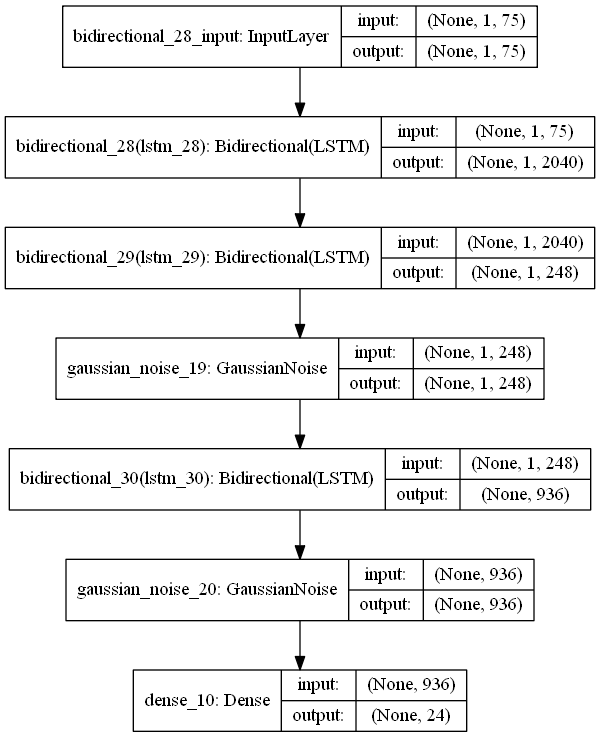 bidirectional_28_input: InputLayer
input: (None, 1, 75)
output: (None, 1, 75)
bidirectional_28(lstm_28): Bidirectional(LSTM)
input: (None, 1, 75)
output: (None, 1, 2040)
bidirectional_29(lstm_29): Bidirectional(LSTM)
input: (None, 1, 2040)
output: (None, 1, 248)
gaussian_noise_19: GaussianNoise
input: (None, 1, 248)
output: (None, 1, 248)
bidirectional_30(lstm_30): Bidirectional(LSTM)
input: (None, 1, 248)
output: (None, 936)
gaussian_noise_20: GaussianNoise
input: (None, 936)
output: (None, 936)
dense_10: Dense
input: (None, 936)
output: (None, 24)